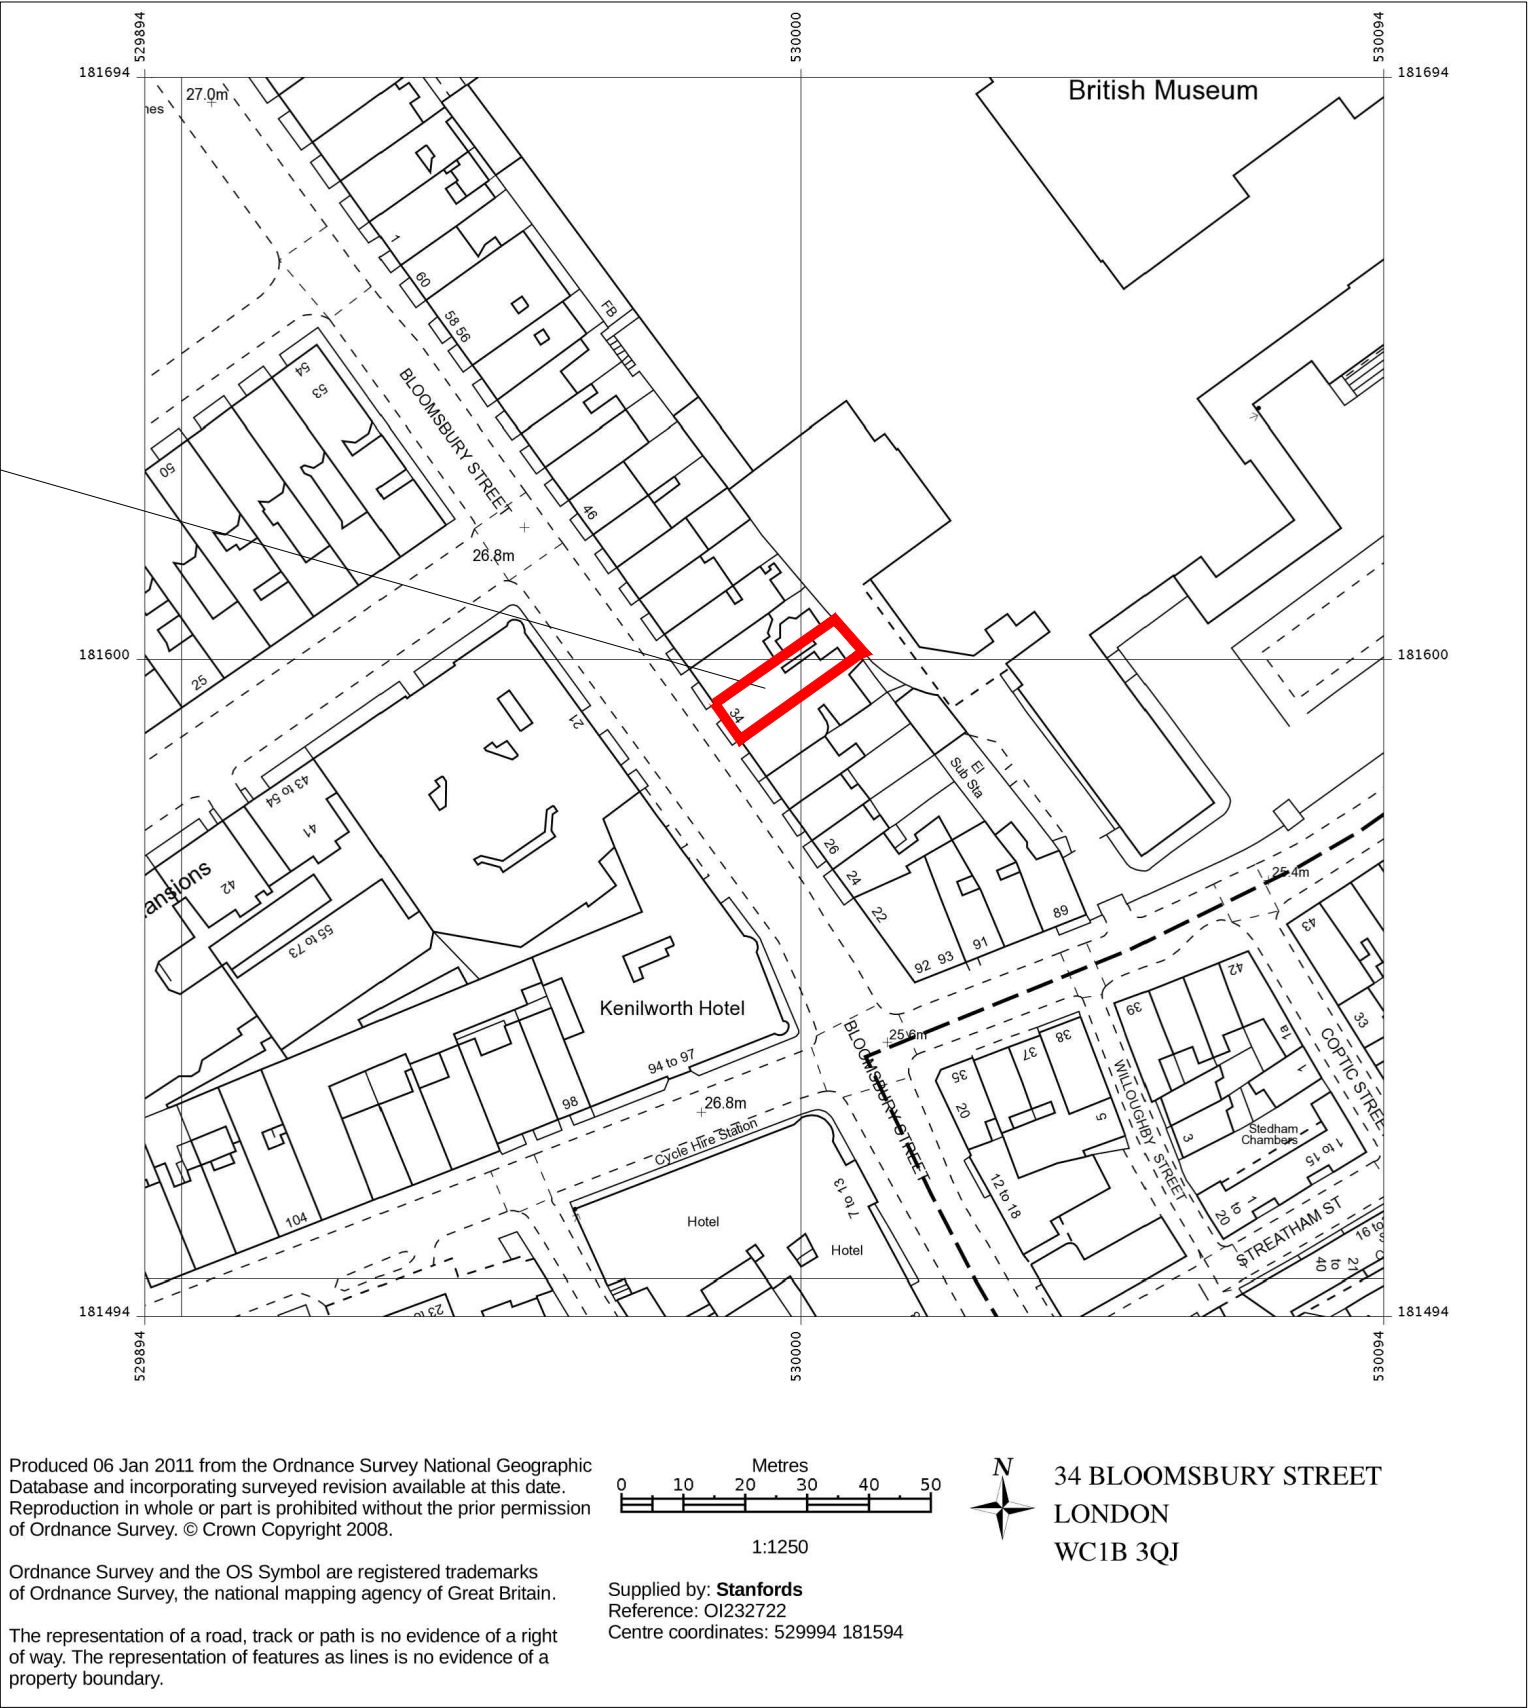 529894
530000
530094
181694
181694
British Museum
27.0m
1
60
58 56
FB
54
53
BLOOMSBURY STREET
50
46
26.8m
181600
181600
25
34
21
El
Sub Sta
43 to 54
41
42
26
24
22
25.4m
55 to 73
89
91
92 93
43
42
Kenilworth Hotel
39
33
25.6m
38
37
35
1a
94 to 97
98
26.8m
BLOOMSBURY STREET
20
5
WILLOUGHBY STREET
1
3
COPTIC STREE
Cycle Hire Station
Stedham
Chambers
1 to 15
7 to 13
12 to 18
104
Hotel
Hotel
20
to
1
STREATHAM ST
16 to
40
to
21
181494
181494
529894
530000
530094
Produced 06 Jan 2011 from the Ordnance Survey National Geographic
Database and incorporating surveyed revision available at this date.
Reproduction in whole or part is prohibited without the prior permission
of Ordnance Survey. © Crown Copyright 2008.
Ordnance Survey and the OS Symbol are registered trademarks
of Ordnance Survey, the national mapping agency of Great Britain.
The representation of a road, track or path is no evidence of a right
of way. The representation of features as lines is no evidence of a
property boundary.
Metres
0 10 20 30 40 50
1:1250
Supplied by: Stanfords
Reference: OI232722
Centre coordinates: 529994 181594
N
34 BLOOMSBURY STREET
LONDON
WC1B 3QJ